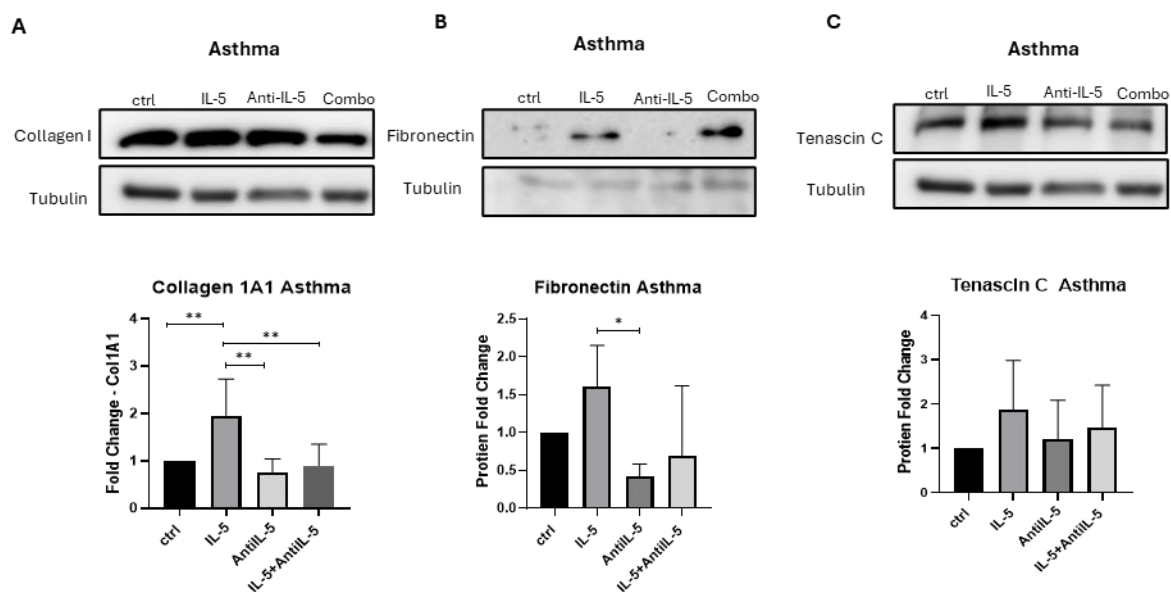 A
Asthma
ctrl IL-5 Anti-IL-5 Combo
Collagen I
Tubulin
Collagen 1A1 Asthma
Fold Change - Col1A1
4
3
2
1
0
** ** **
ctrl IL-5 AntiIL-5 IL-5+AntiIL-5
B
Asthma
ctrl IL-5 Anti-IL-5 Combo
Fibronectin
Tubulin
Fibronectin Asthma
Protien Fold Change
2.5
2.0
1.5
1.0
0.5
0.0
*
ctrl IL-5 AntiIL-5 IL-5+AntiIL-5
C
Asthma
ctrl IL-5 Anti-IL-5 Combo
Tenascin C
Tubulin
Tenascin C Asthma
Protien Fold Change
4
3
2
1
0
ctrl IL-5 AntiIL-5 IL-5+AntiIL-5